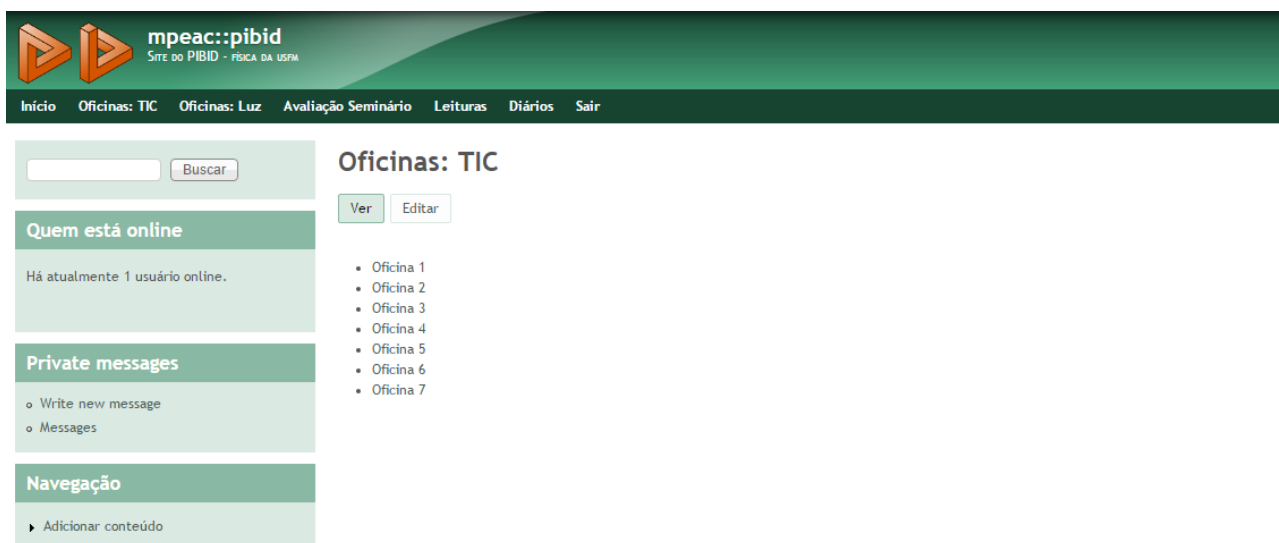 mpeac::pibid
Site do PIBID - física da usfm
Início Oficinas: TIC Oficinas: Luz Avaliação Seminário Leituras Diários Sair
Buscar
Quem está online
Há atualmente 1 usuário online.
Private messages
Write new message
Messages
Navegação
Adicionar conteúdo
Oficinas: TIC
Ver Editar
Oficina 1
Oficina 2
Oficina 3
Oficina 4
Oficina 5
Oficina 6
Oficina 7